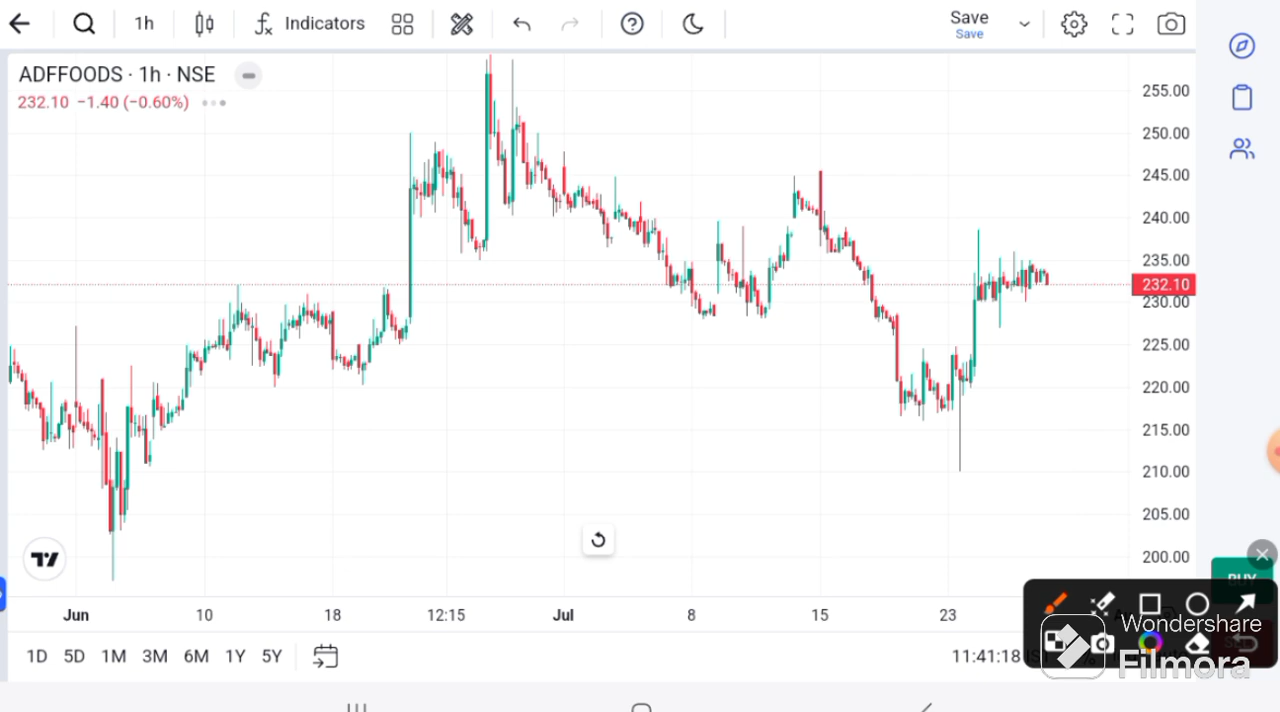 1h Indicators Save
Save
ADFFOODS · 1h · NSE
232.10 −1.40 (−0.60%)
255.00
250.00
245.00
240.00
235.00
232.10
230.00
225.00
220.00
215.00
210.00
205.00
200.00
BUY
Jun 10 18 12:15 Jul 8 15 23
1D 5D 1M 3M 6M 1Y 5Y 11:41:18
Wondershare
Filmora